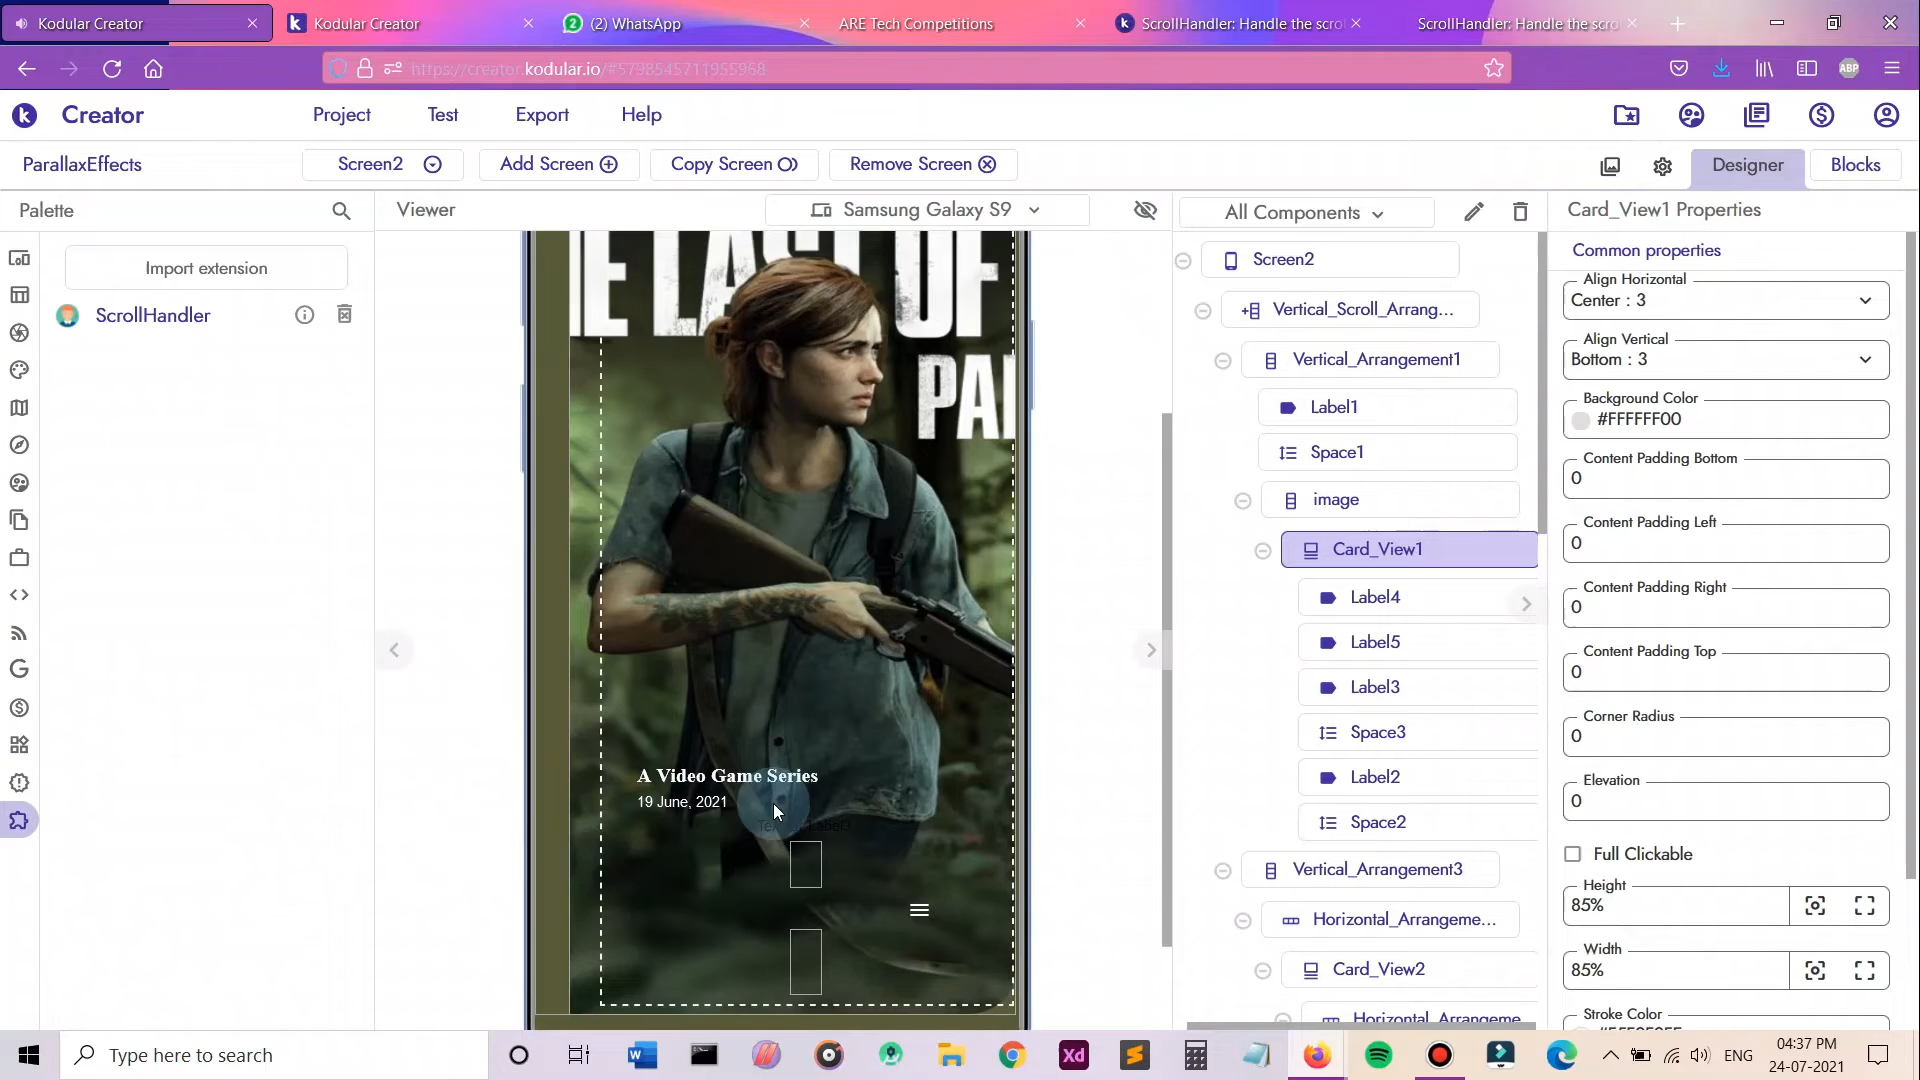 Kodular Creator
Kodular Creator
(2) WhatsApp
ARE Tech Competitions
ScrollHandler: Handle the scro
ScrollHandler: Handle the scro
https://creator.kodular.io/#5798545711955968
ABP
Creator
Project
Test
Export
Help
ParallaxEffects
Screen2
Add Screen
Copy Screen
Remove Screen
Designer
Blocks
Palette
Viewer
Samsung Galaxy S9
All Components
Card_View1 Properties
Import extension
ScrollHandler
Common properties
Screen2
Vertical_Scroll_Arrang...
Vertical_Arrangement1
Label1
Space1
image
Card_View1
Label4
Label5
Label3
Space3
Label2
Space2
Vertical_Arrangement3
Horizontal_Arrangeme...
Card_View2
Horizontal_Arrangeme
Align Horizontal
Center : 3
Align Vertical
Bottom : 3
Background Color
#FFFFFF00
Content Padding Bottom
0
Content Padding Left
0
Content Padding Right
0
Content Padding Top
0
Corner Radius
0
Elevation
0
Full Clickable
Height
85%
Width
85%
Stroke Color
E LAST OF
PA
A Video Game Series
19 June, 2021
Type here to search
Xd
ENG
04:37 PM
24-07-2021